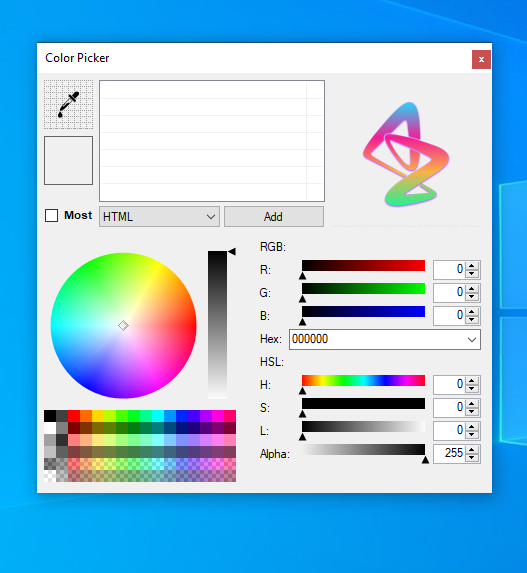 Color Picker
x
Most
HTML
Add
RGB:
R: 0
G: 0
B: 0
Hex: 000000
HSL:
H: 0
S: 0
L: 0
Alpha: 255